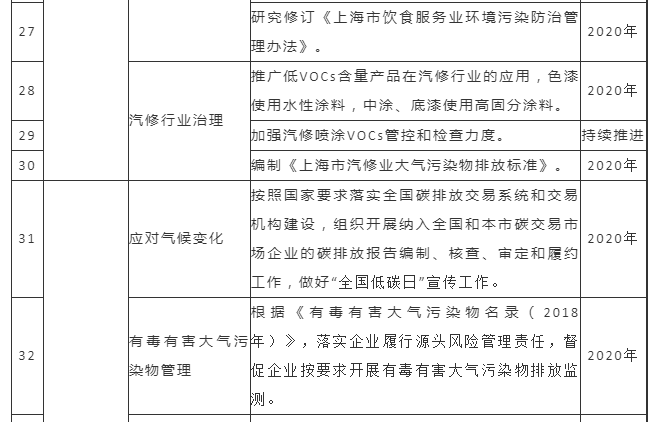 27
研究修订《上海市饮食服务业环境污染防治管
理办法》。
2020年
28
汽修行业治理
推广低VOCs含量产品在汽修行业的应用，色漆
使用水性涂料，中涂、底漆使用高固分涂料。
2020年
29
加强汽修喷涂VOCs管控和检查力度。
持续推进
30
编制《上海市汽修业大气污染物排放标准》。
2020年
31
应对气候变化
按照国家要求落实全国碳排放交易系统和交易
机构建设，组织开展纳入全国和本市碳交易市
场企业的碳排放报告编制、核查、审定和履约
工作，做好“全国低碳日”宣传工作。
2020年
32
有毒有害大气污
染物管理
根据《有毒有害大气污染物名录（2018
年）》，落实企业履行源头风险管理责任，督
促企业按要求开展有毒有害大气污染物排放监
测。
2020年